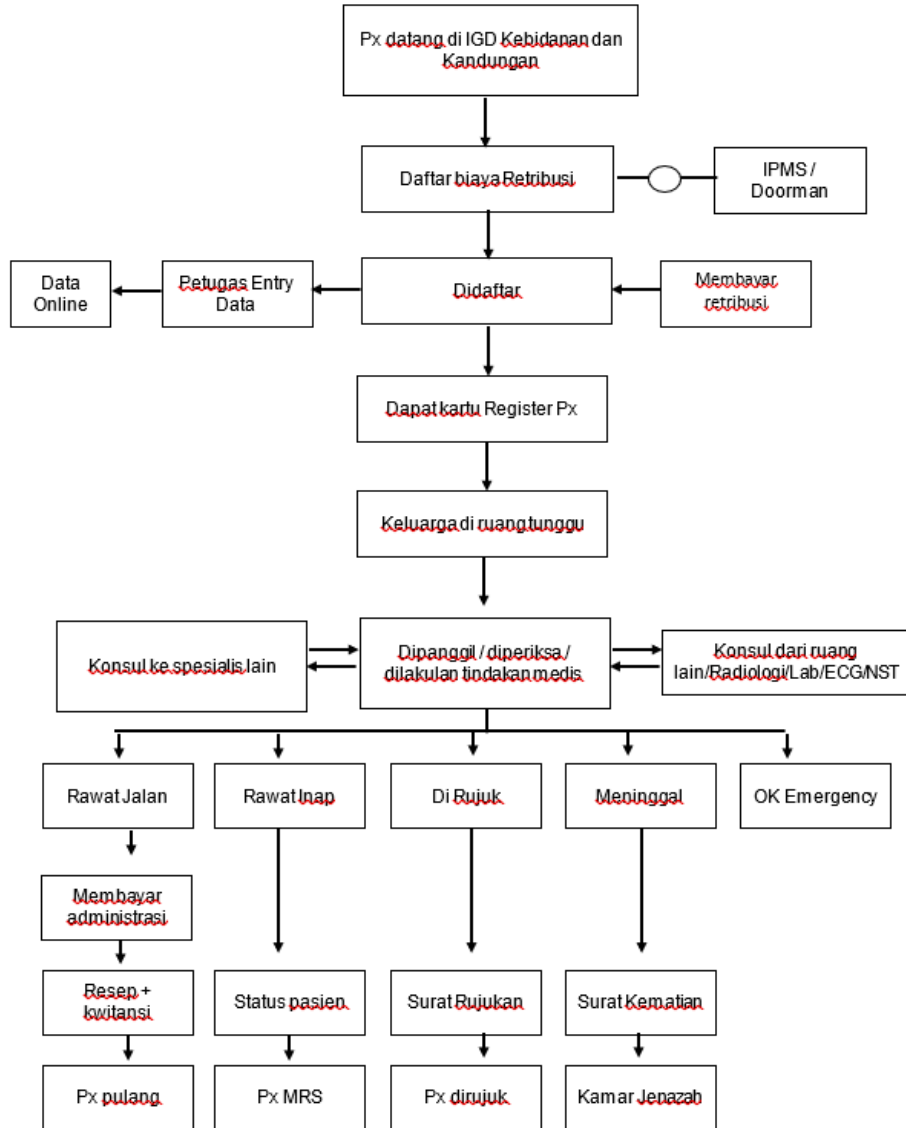 Px datang di IGD Kebidanan dan
Kandungan
Daftar biaya Retribusi
IPMS /
Doorman
Data
Online
Petugas Entry
Data
Didaftar
Membayar
retribusi
Dapat kartu Register Px
Keluarga di ruang tunggu
Konsul ke spesialis lain
Dipanggil / diperiksa /
dilakulan tindakan medis
Konsul dari ruang
lain/Radiologi/Lab/ECG/NST
Rawat Jalan
Rawat Inap
Di Rujuk
Meninggal
OK Emergency
Membayar
administrasi
Resep +
kwitansi
Status pasien
Surat Rujukan
Surat Kematian
Px pulang
Px MRS
Px dirujuk
Kamar Jenazah